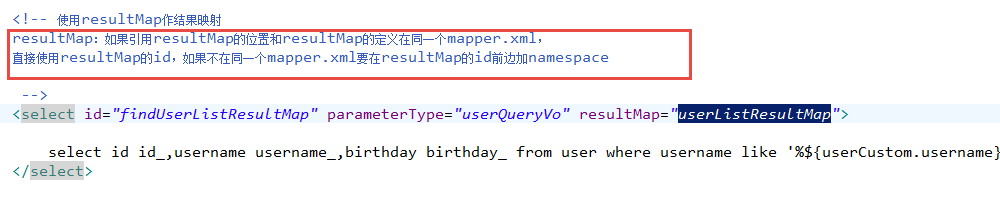 <!-- 使用resultMap作结果映射
resultMap：如果引用resultMap的位置和resultMap的定义在同一个mapper.xml，
直接使用resultMap的id，如果不在同一个mapper.xml要在resultMap的id前边加namespace
-->
<select id="findUserListResultMap" parameterType="userQueryVo" resultMap="userListResultMap">
select id id_,username username_,birthday birthday_ from user where username like '%${userCustom.username}
</select>